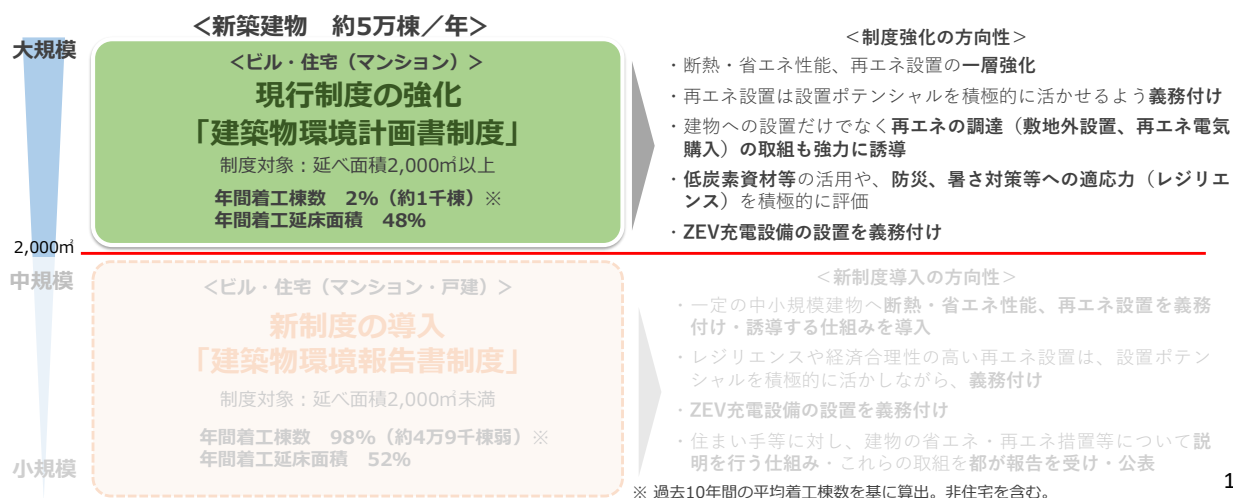 ＜新築建物　約5万棟／年＞
大規模
＜ビル・住宅（マンション）＞
現行制度の強化
「建築物環境計画書制度」
制度対象：延べ面積2,000㎡以上
年間着工棟数　2%（約1千棟）※
年間着工延床面積　48%
＜制度強化の方向性＞
・断熱・省エネ性能、再エネ設置の一層強化
・再エネ設置は設置ポテンシャルを積極的に活かせるよう義務付け
・建物への設置だけでなく再エネの調達（敷地外設置、再エネ電気
購入）の取組も強力に誘導
・低炭素資材等の活用や、防災、暑さ対策等への適応力（レジリエ
ンス）を積極的に評価
・ZEV充電設備の設置を義務付け
2,000㎡
中規模
＜ビル・住宅（マンション・戸建）＞
新制度の導入
「建築物環境報告書制度」
制度対象：延べ面積2,000㎡未満
年間着工棟数　98%（約4万9千棟弱）※
年間着工延床面積　52%
小規模
＜新制度導入の方向性＞
・一定の中小規模建物へ断熱・省エネ性能、再エネ設置を義務
付け・誘導する仕組みを導入
・レジリエンスや経済合理性の高い再エネ設置は、設置ポテン
シャルを積極的に活かしながら、義務付け
・ZEV充電設備の設置を義務付け
・住まい手等に対し、建物の省エネ・再エネ措置等について説
明を行う仕組み・これらの取組を都が報告を受け・公表
※ 過去10年間の平均着工棟数を基に算出。非住宅を含む。
1